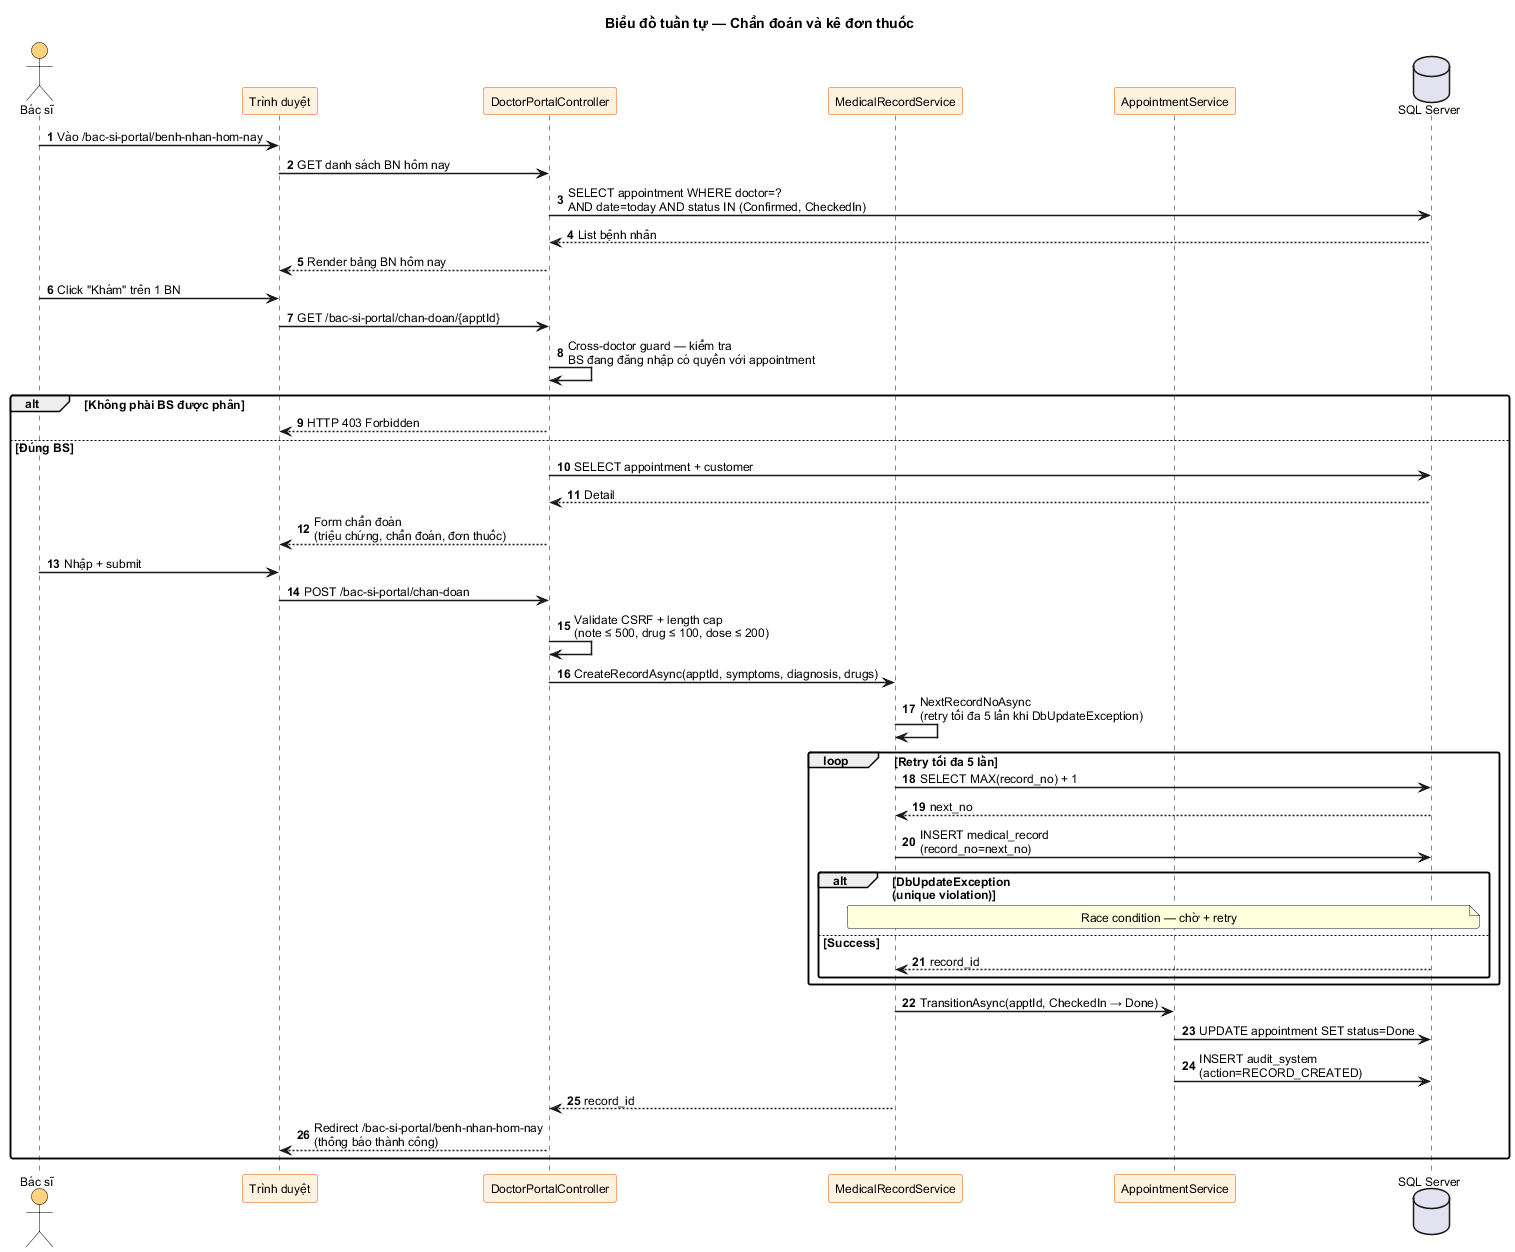 Biểu đồ tuần tự — Chẩn đoán và kê đơn thuốc
Bác sĩ
Trình duyệt
DoctorPortalController
MedicalRecordService
AppointmentService
SQL Server
1 Vào /bac-si-portal/benh-nhan-hom-nay
2 GET danh sách BN hôm nay
3 SELECT appointment WHERE doctor=?
AND date=today AND status IN (Confirmed, CheckedIn)
4 List bệnh nhân
5 Render bảng BN hôm nay
6 Click "Khám" trên 1 BN
7 GET /bac-si-portal/chan-doan/{apptId}
8 Cross-doctor guard — kiểm tra
BS đang đăng nhập có quyền với appointment
alt [Không phải BS được phân]
9 HTTP 403 Forbidden
[Đúng BS]
10 SELECT appointment + customer
11 Detail
12 Form chẩn đoán
(triệu chứng, chẩn đoán, đơn thuốc)
13 Nhập + submit
14 POST /bac-si-portal/chan-doan
15 Validate CSRF + length cap
(note ≤ 500, drug ≤ 100, dose ≤ 200)
16 CreateRecordAsync(apptId, symptoms, diagnosis, drugs)
17 NextRecordNoAsync
(retry tối đa 5 lần khi DbUpdateException)
loop [Retry tối đa 5 lần]
18 SELECT MAX(record_no) + 1
19 next_no
20 INSERT medical_record
(record_no=next_no)
alt [DbUpdateException
(unique violation)]
Race condition — chờ + retry
[Success]
21 record_id
22 TransitionAsync(apptId, CheckedIn → Done)
23 UPDATE appointment SET status=Done
24 INSERT audit_system
(action=RECORD_CREATED)
25 record_id
26 Redirect /bac-si-portal/benh-nhan-hom-nay
(thông báo thành công)
Bác sĩ
Trình duyệt
DoctorPortalController
MedicalRecordService
AppointmentService
SQL Server